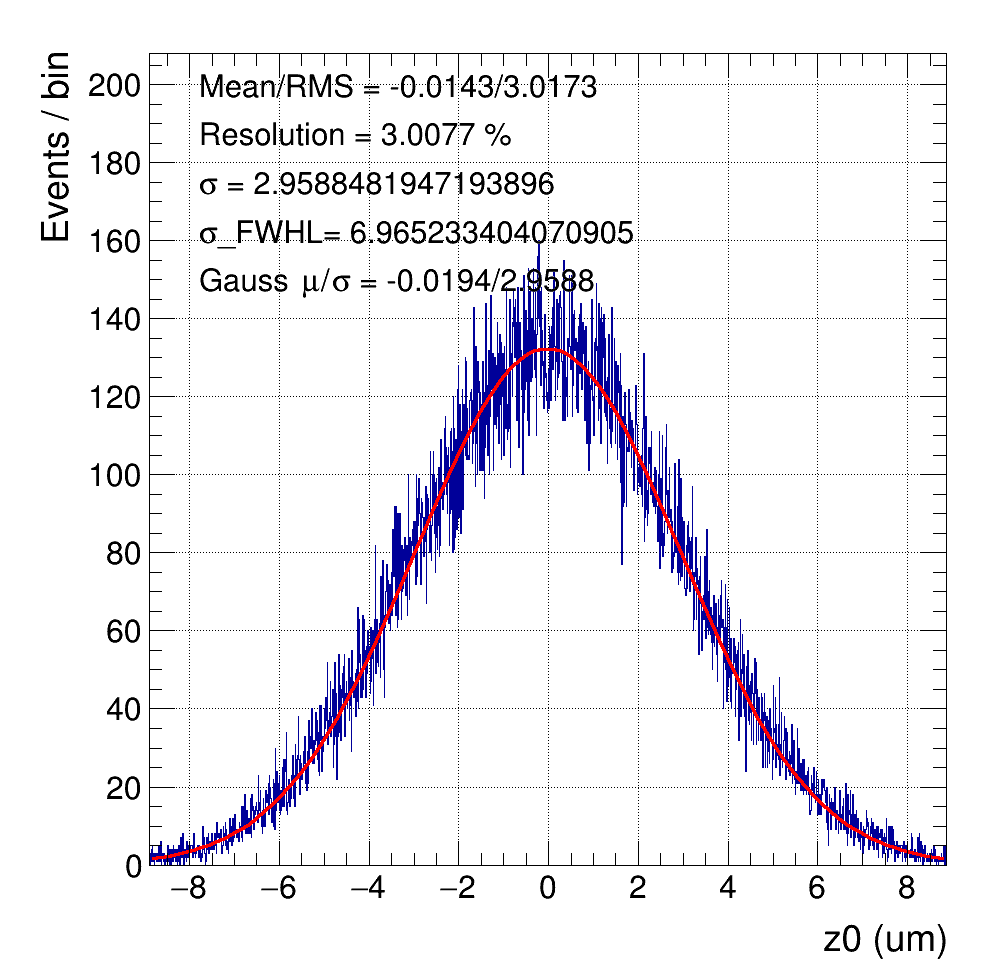 Events / bin
200
180
160
140
120
100
80
60
40
20
0
Mean/RMS = -0.0143/3.0173
Resolution = 3.0077 %
σ = 2.9588481947193896
σ_FWHL= 6.965233404070905
Gauss μ/σ = -0.0194/2.9588
−8 −6 −4 −2 0 2 4 6 8
z0 (um)